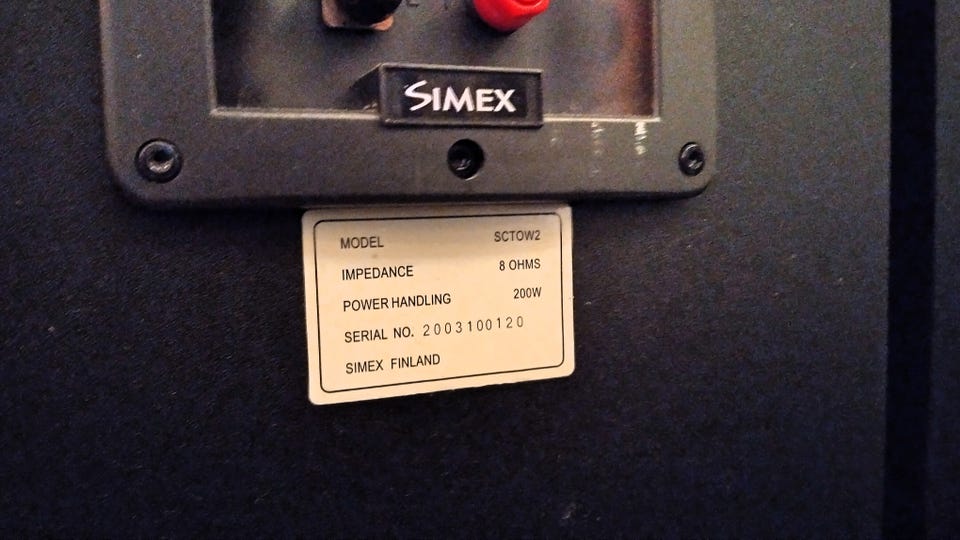 SIMEX
MODEL SCTOW2
IMPEDANCE 8 OHMS
POWER HANDLING 200W
SERIAL NO. 2003100120
SIMEX FINLAND